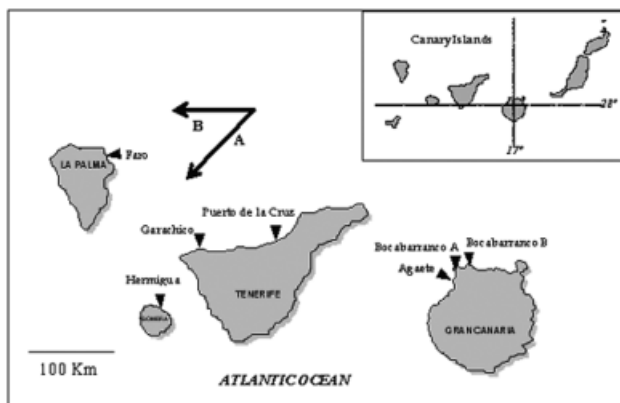 Canary Islands
28°
17°
B
A
LA PALMA
Faro
Puerto de la Cruz
Garachico
Bocabarranco A
Bocabarranco B
Agaete
Hermigua
TENERIFE
GOMERA
GRAN CANARIA
100 Km
ATLANTIC OCEAN